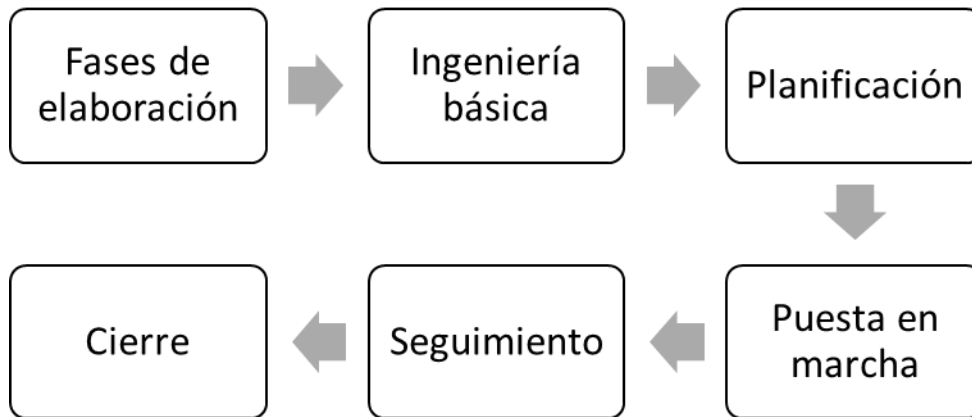 Fases de
elaboración
Ingeniería
básica
Planificación
Puesta en
marcha
Seguimiento
Cierre